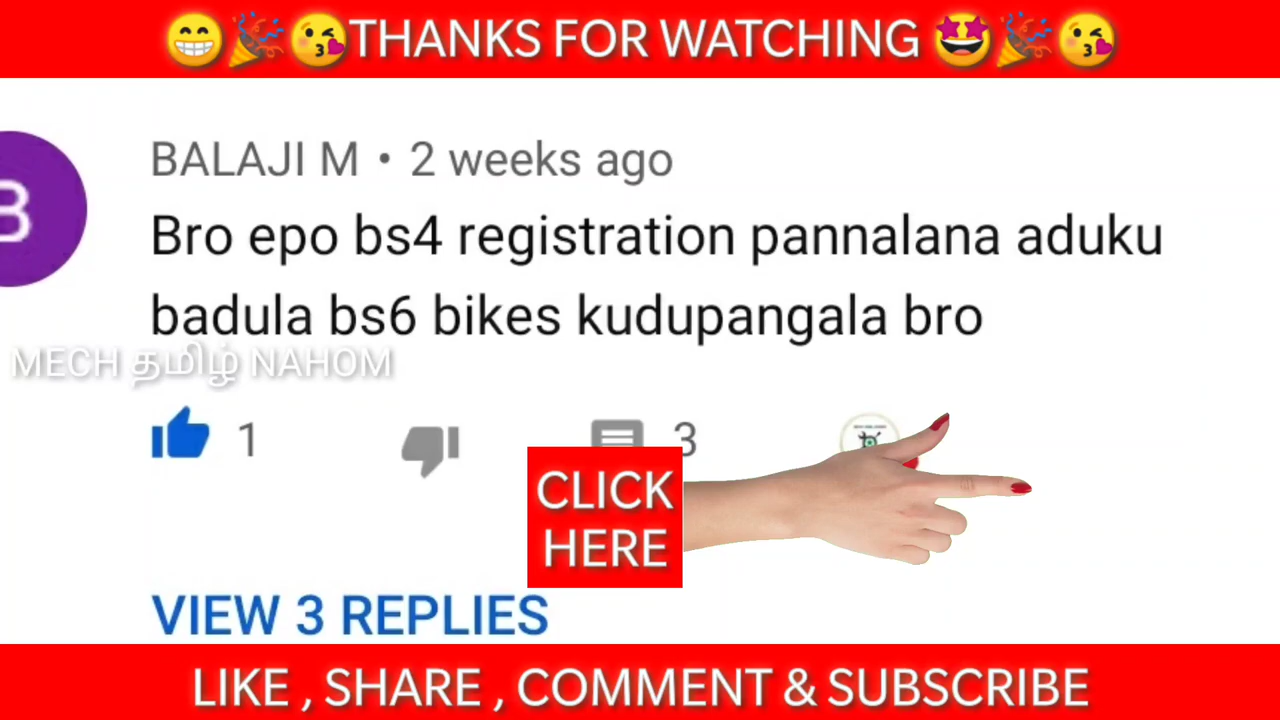 😁🎉😘THANKS FOR WATCHING 🤩🎉😘
B
BALAJI M • 2 weeks ago
Bro epo bs4 registration pannalana aduku
badula bs6 bikes kudupangala bro
MECH தமிழ் NAHOM
1
3
CLICK
HERE
VIEW 3 REPLIES
LIKE , SHARE , COMMENT & SUBSCRIBE